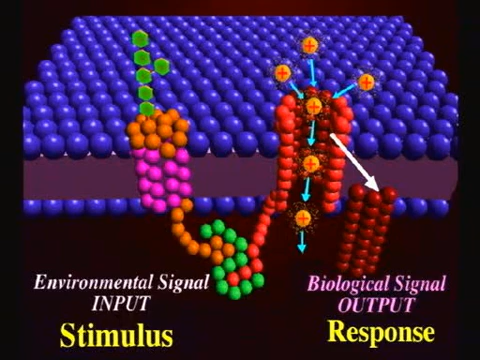 Environmental Signal
INPUT
Stimulus
Biological Signal
OUTPUT
Response